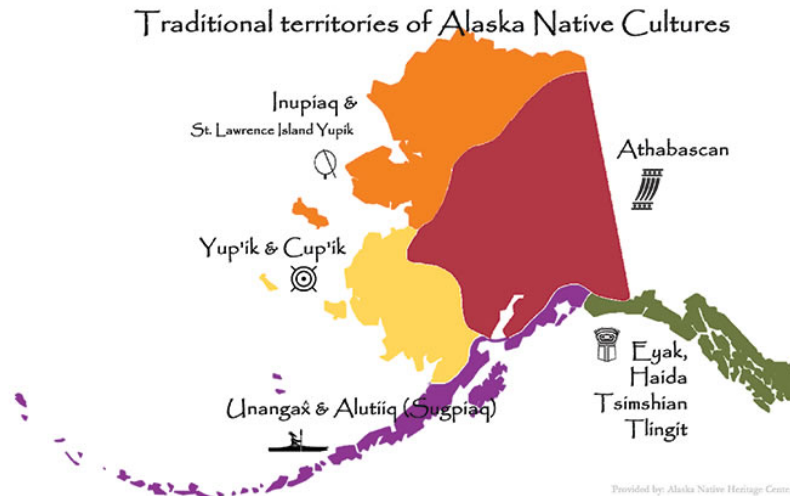 Traditional territories of Alaska Native Cultures
Inupiaq &
St. Lawrence Island Yupik
Athabascan
Yup'ik & Cup'ik
Unangax̂ & Alutiiq (Sugpiaq)
Eyak,
Haida
Tsimshian
Tlingit
Provided by: Alaska Native Heritage Cente